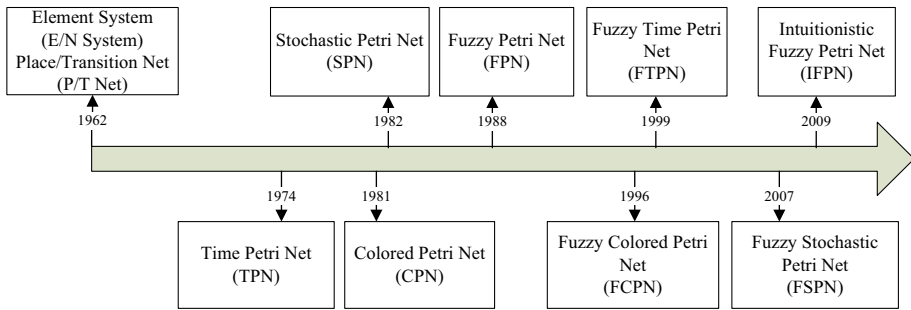 Element System
(E/N System)
Place/Transition Net
(P/T Net)
Stochastic Petri Net
(SPN)
Fuzzy Petri Net
(FPN)
Fuzzy Time Petri
Net
(FTPN)
Intuitionistic
Fuzzy Petri Net
(IFPN)
1962
1982
1988
1999
2009
1974
1981
1996
2007
Time Petri Net
(TPN)
Colored Petri Net
(CPN)
Fuzzy Colored Petri
Net
(FCPN)
Fuzzy Stochastic
Petri Net
(FSPN)